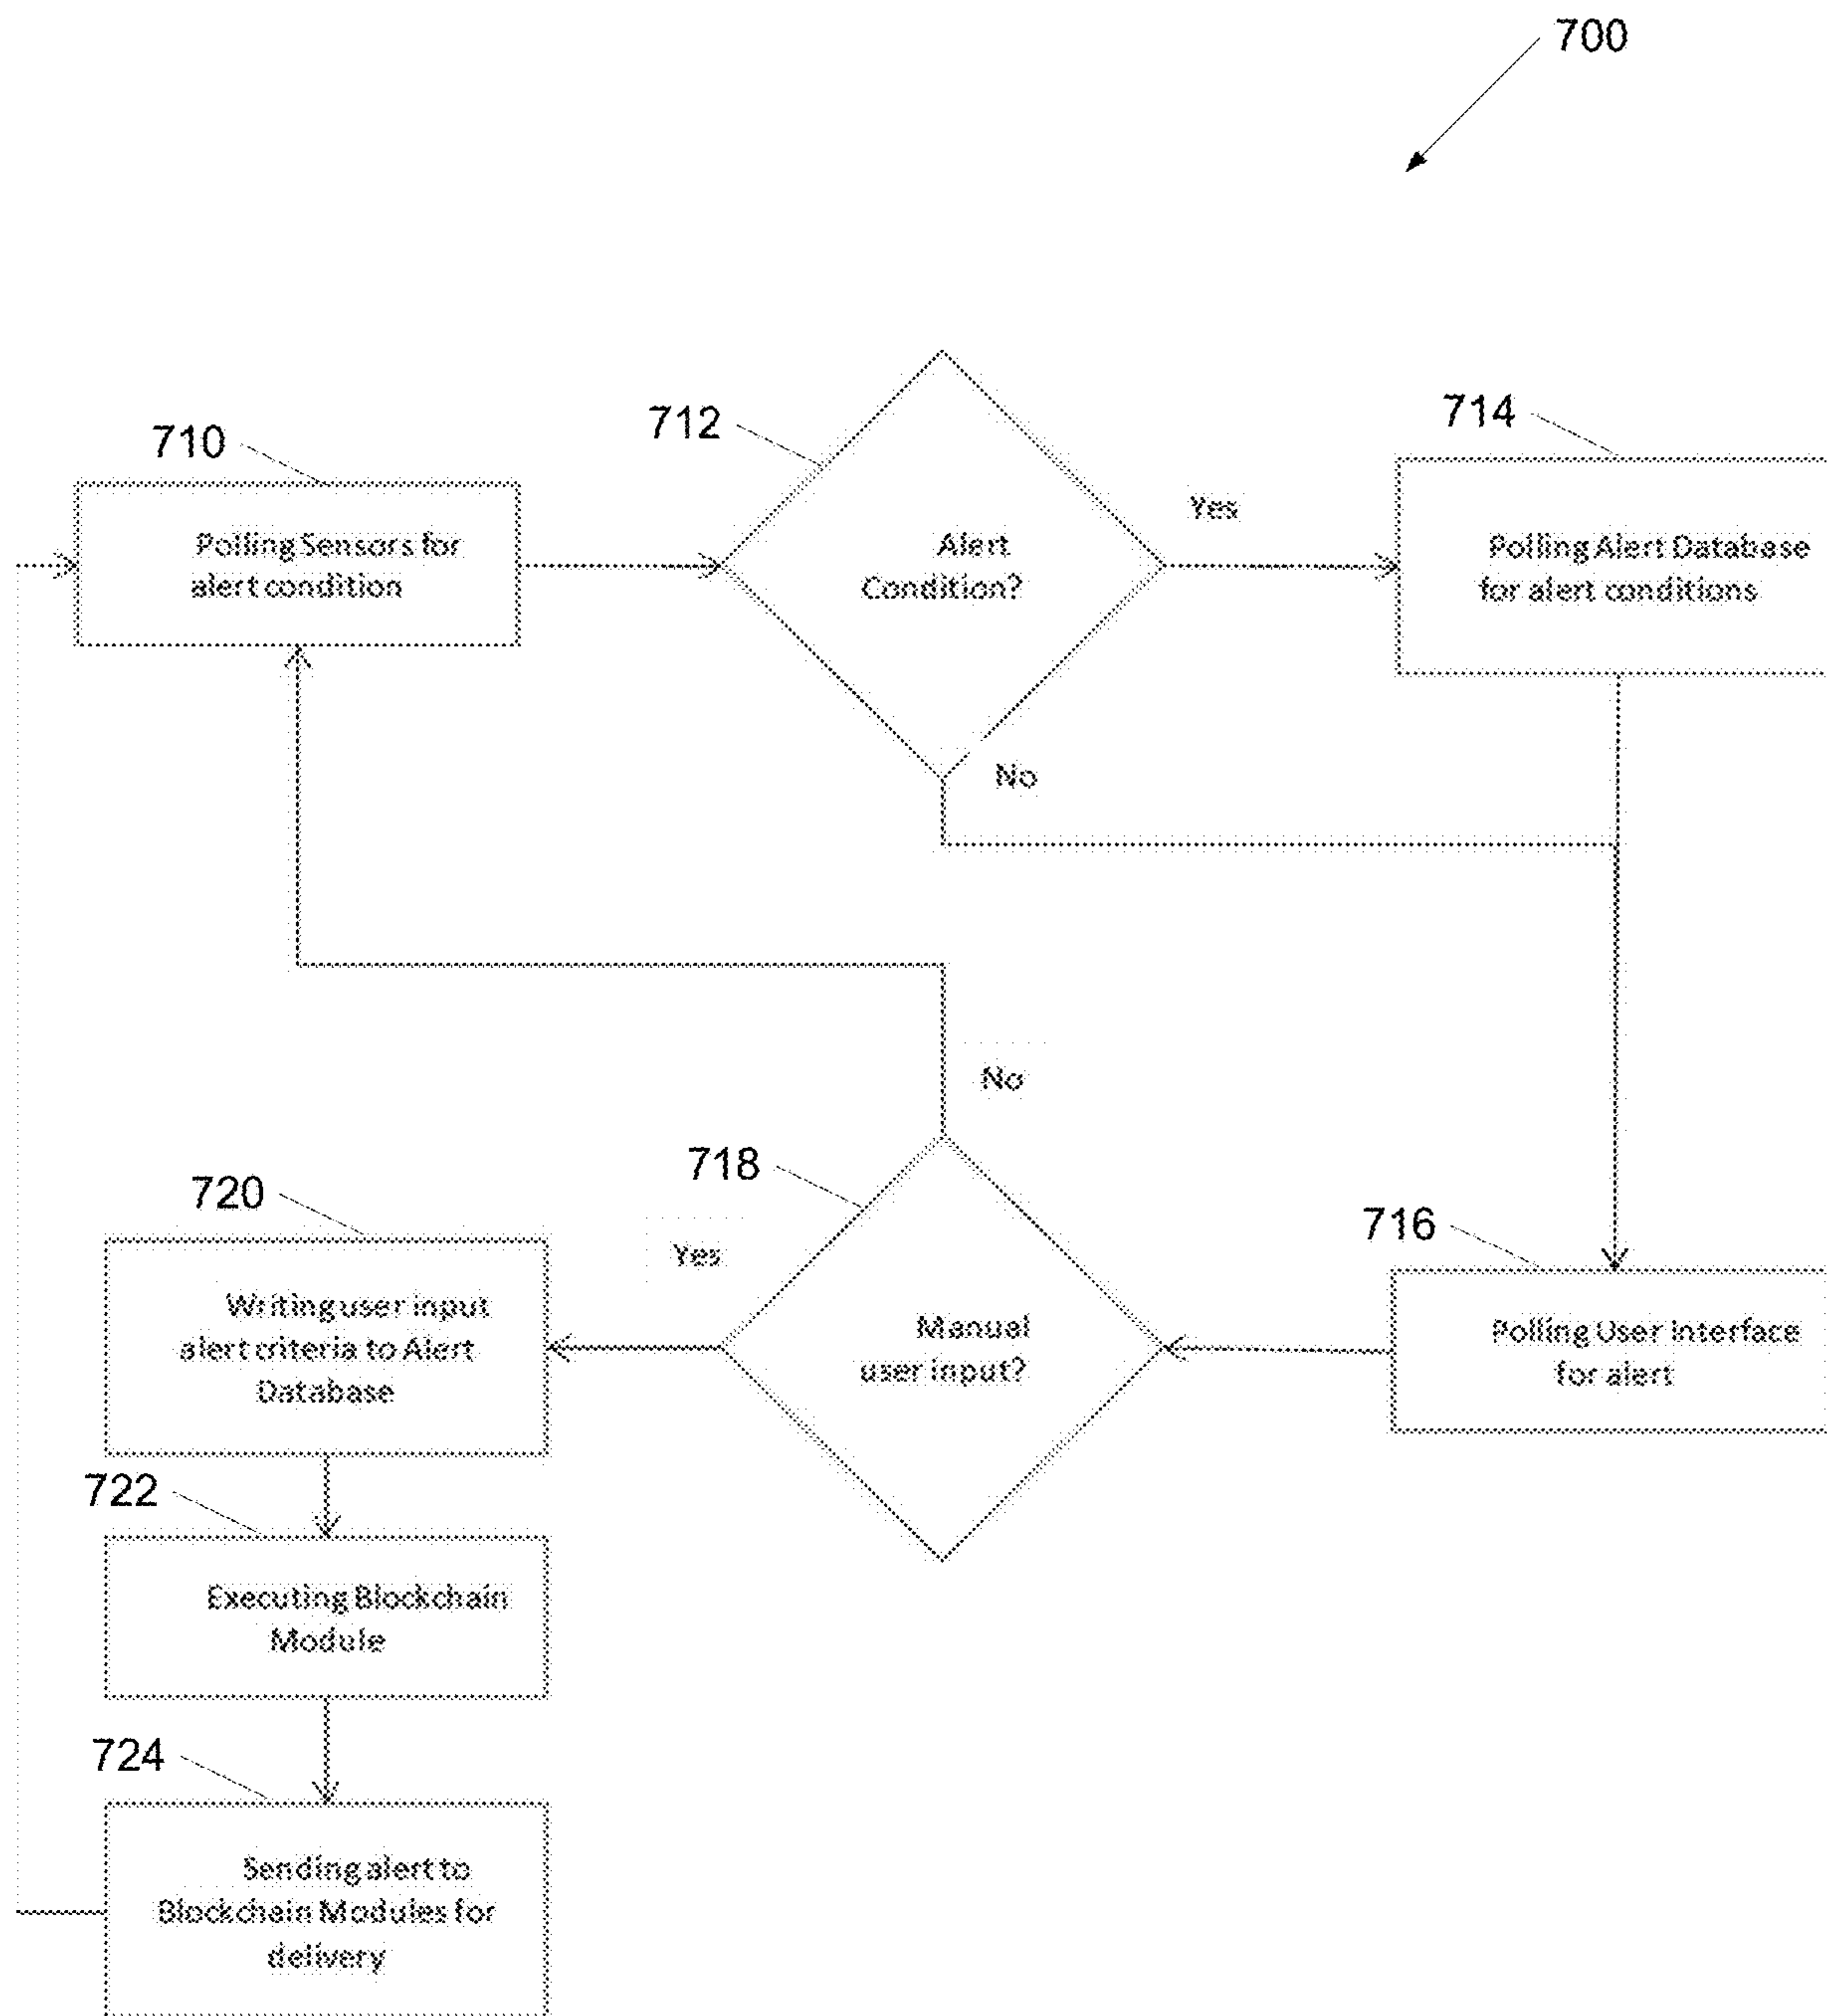 700
710
Polling Sensors for
alert condition
712
Alert
Condition?
Yes
714
Polling Alert Database
for alert conditions
No
No
716
Polling User Interface
for alert
718
Manual
user input?
Yes
720
Writing user input
alert criteria to Alert
Database
722
Executing Blockchain
Module
724
Sending alert to
Blockchain Modules for
delivery